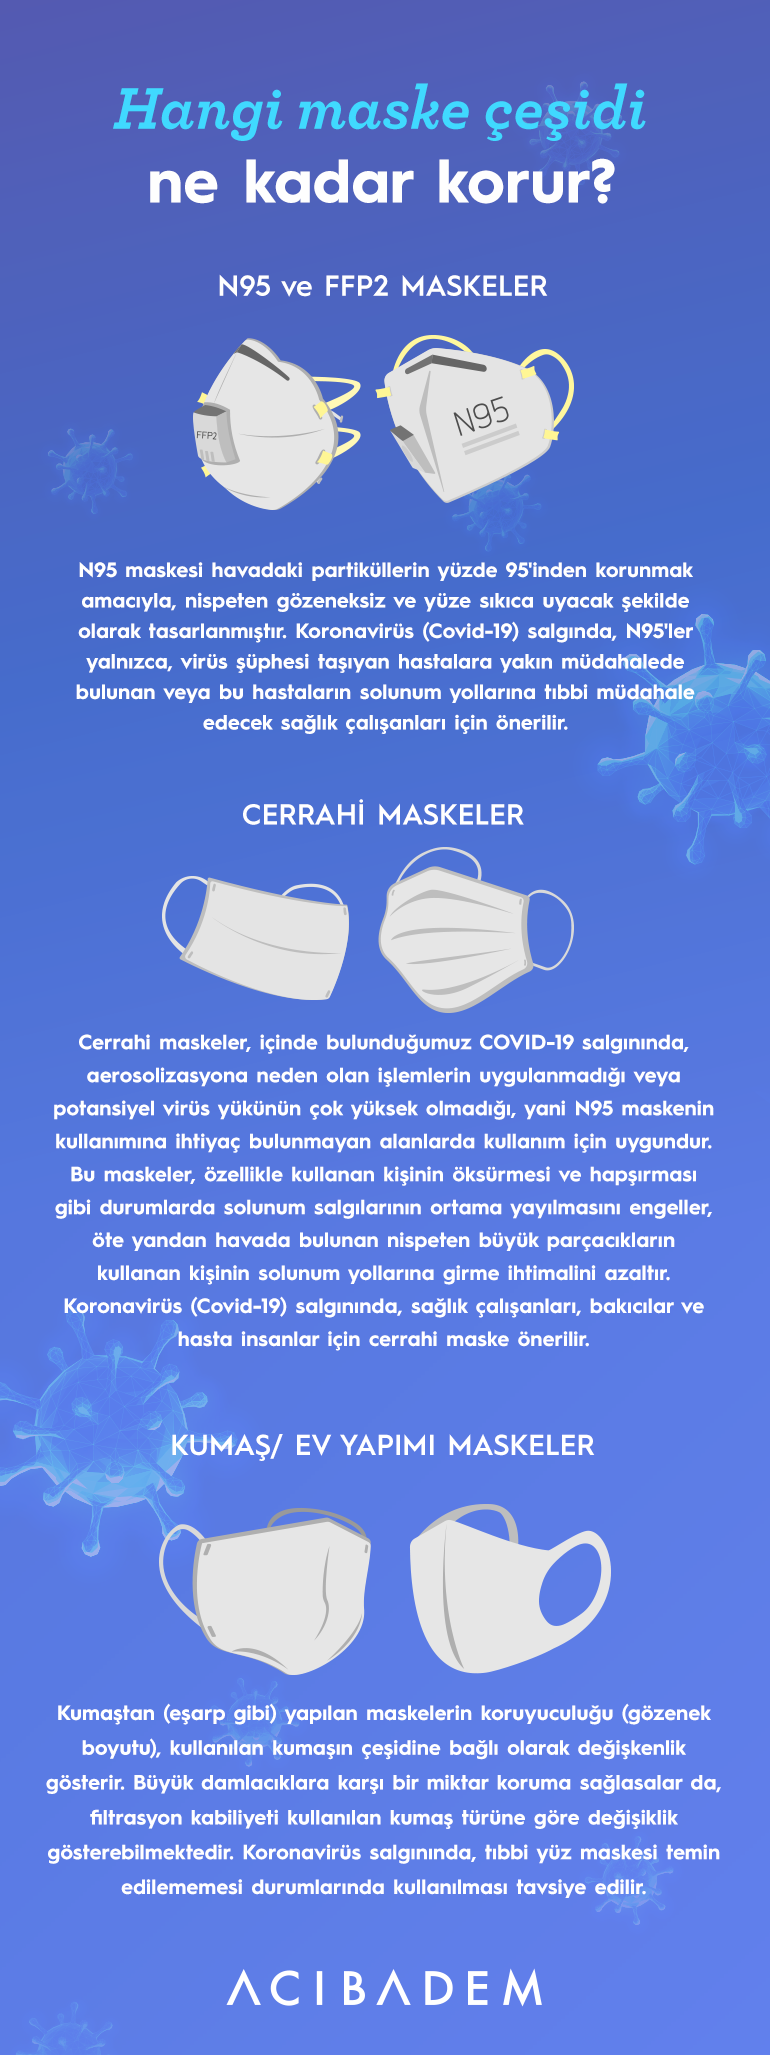 Hangi maske çeşidi
ne kadar korur?
N95 ve FFP2 MASKELER
FFP2
N95
N95 maskesi havadaki partiküllerin yüzde 95'inden korunmak
amacıyla, nispeten gözeneksiz ve yüze sıkıca uyacak şekilde
olarak tasarlanmıştır. Koronavirüs (Covid-19) salgında, N95'ler
yalnızca, virüs şüphesi taşıyan hastalara yakın müdahalede
bulunan veya bu hastaların solunum yollarına tıbbi müdahale
edecek sağlık çalışanları için önerilir.
CERRAHİ MASKELER
Cerrahi maskeler, içinde bulunduğumuz COVID-19 salgınında,
aerosolizasyona neden olan işlemlerin uygulanmadığı veya
potansiyel virüs yükünün çok yüksek olmadığı, yani N95 maskenin
kullanımına ihtiyaç bulunmayan alanlarda kullanım için uygundur.
Bu maskeler, özellikle kullanan kişinin öksürmesi ve hapşırması
gibi durumlarda solunum salgılarının ortama yayılmasını engeller,
öte yandan havada bulunan nispeten büyük parçacıkların
kullanan kişinin solunum yollarına girme ihtimalini azaltır.
Koronavirüs (Covid-19) salgınında, sağlık çalışanları, bakıcılar ve
hasta insanlar için cerrahi maske önerilir.
KUMAŞ/ EV YAPIMI MASKELER
Kumaştan (eşarp gibi) yapılan maskelerin koruyuculuğu (gözenek
boyutu), kullanılan kumaşın çeşidine bağlı olarak değişkenlik
gösterir. Büyük damlacıklara karşı bir miktar koruma sağlasalar da,
filtrasyon kabiliyeti kullanılan kumaş türüne göre değişiklik
gösterebilmektedir. Koronavirüs salgınında, tıbbi yüz maskesi temin
edilememesi durumlarında kullanılması tavsiye edilir.
ACIBADEM